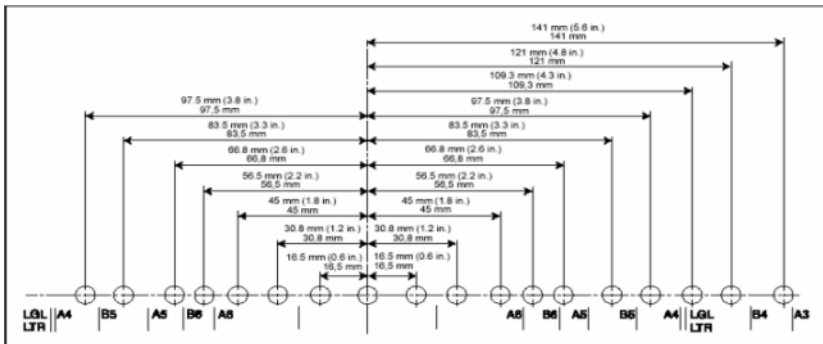 141 mm (5.6 in.)
141 mm
121 mm (4.8 in.)
121 mm
109.3 mm (4.3 in.)
109,3 mm
97.5 mm (3.8 in.)
97,5 mm
97.5 mm (3.8 in.)
97,5 mm
83.5 mm (3.3 in.)
83,5 mm
83.5 mm (3.3 in.)
83,5 mm
66.8 mm (2.6 in.)
66,8 mm
66.8 mm (2.6 in.)
66,8 mm
56.5 mm (2.2 in.)
56,5 mm
56.5 mm (2.2 in.)
56,5 mm
45 mm (1.8 in.)
45 mm
45 mm (1.8 in.)
45 mm
30.8 mm (1.2 in.)
30,8 mm
30.8 mm (1.2 in.)
30,8 mm
16.5 mm (0.6 in.)
16,5 mm
16.5 mm (0.6 in.)
16,5 mm
LGL A4 B5 A5 B6 A6 A6 B6 A5 B5 A4 LGL B4 A3
LTR LTR